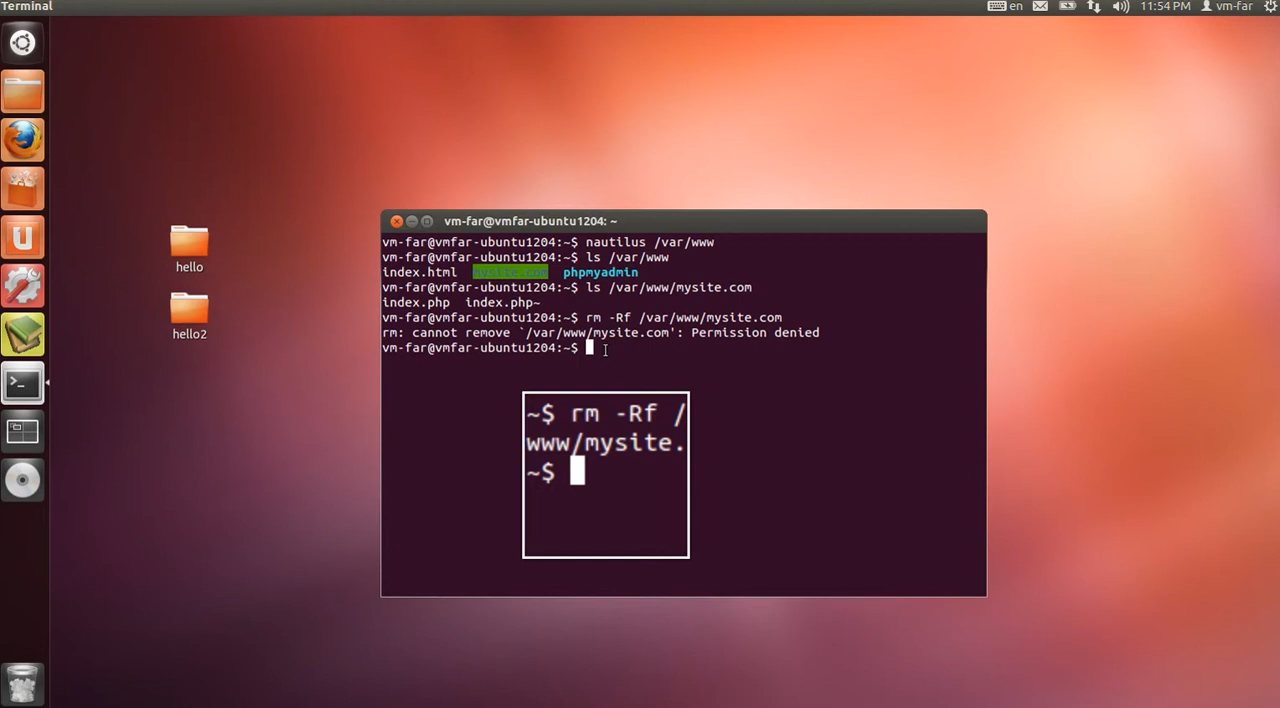 Terminal
en
11:54 PM
vm-far
hello
hello2
vm-far@vmfar-ubuntu1204: ~
vm-far@vmfar-ubuntu1204:~$ nautilus /var/www
vm-far@vmfar-ubuntu1204:~$ ls /var/www
index.html mysite.com phpmyadmin
vm-far@vmfar-ubuntu1204:~$ ls /var/www/mysite.com
index.php index.php~
vm-far@vmfar-ubuntu1204:~$ rm -Rf /var/www/mysite.com
rm: cannot remove `/var/www/mysite.com': Permission denied
vm-far@vmfar-ubuntu1204:~$
~$ rm -Rf /
www/mysite.
~$